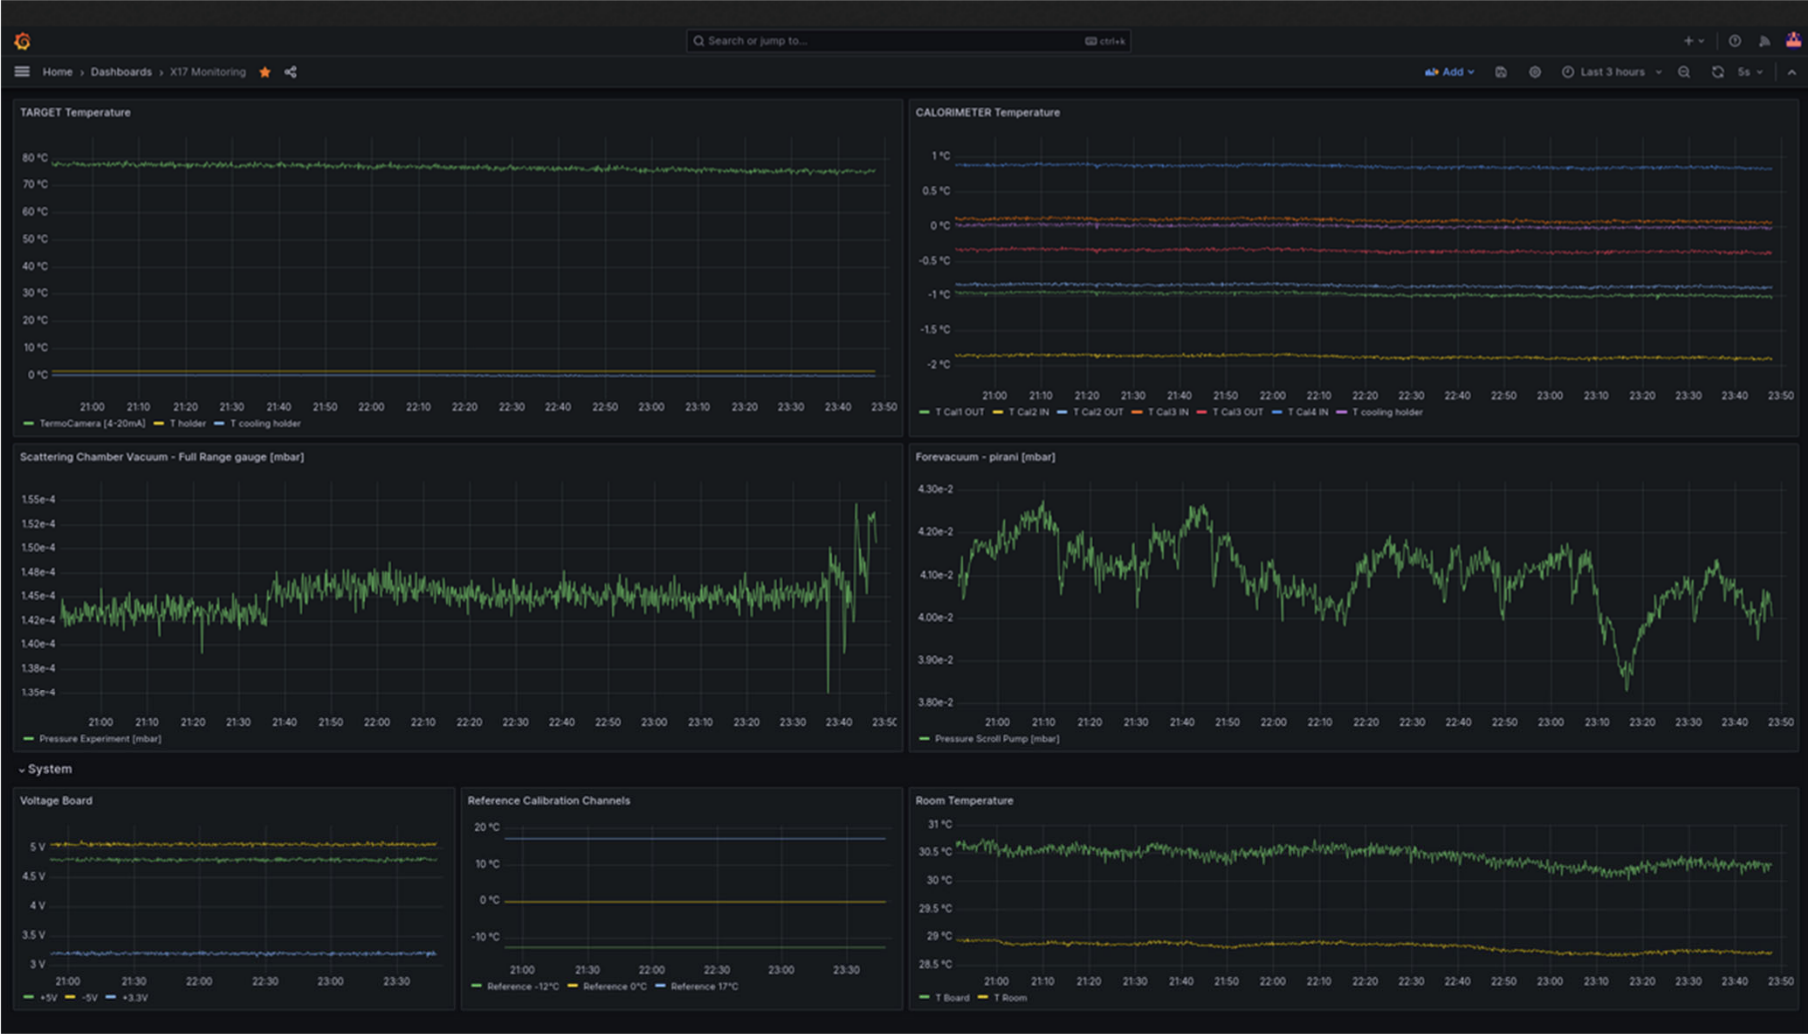 Search or jump to... ctrl+k
Home › Dashboards › X17 Monitoring Add Last 3 hours 5s
TARGET Temperature
80 °C
70 °C
60 °C
50 °C
40 °C
30 °C
20 °C
10 °C
0 °C
21:00 21:10 21:20 21:30 21:40 21:50 22:00 22:10 22:20 22:30 22:40 22:50 23:00 23:10 23:20 23:30 23:40 23:50
TermoCamera [4-20mA] T holder T cooling holder
CALORIMETER Temperature
1 °C
0.5 °C
0 °C
-0.5 °C
-1 °C
-1.5 °C
-2 °C
21:00 21:10 21:20 21:30 21:40 21:50 22:00 22:10 22:20 22:30 22:40 22:50 23:00 23:10 23:20 23:30 23:40 23:50
T Cal1 OUT T Cal2 IN T Cal2 OUT T Cal3 IN T Cal3 OUT T Cal4 IN T cooling holder
Scattering Chamber Vacuum - Full Range gauge [mbar]
1.55e-4
1.52e-4
1.50e-4
1.48e-4
1.45e-4
1.42e-4
1.40e-4
1.38e-4
1.35e-4
21:00 21:10 21:20 21:30 21:40 21:50 22:00 22:10 22:20 22:30 22:40 22:50 23:00 23:10 23:20 23:30 23:40 23:50
Pressure Experiment [mbar]
Forevacuum - pirani [mbar]
4.30e-2
4.20e-2
4.10e-2
4.00e-2
3.90e-2
3.80e-2
21:00 21:10 21:20 21:30 21:40 21:50 22:00 22:10 22:20 22:30 22:40 22:50 23:00 23:10 23:20 23:30 23:40 23:50
Pressure Scroll Pump [mbar]
System
Voltage Board
5 V
4.5 V
4 V
3.5 V
3 V
21:00 21:30 22:00 22:30 23:00 23:30
+5V -5V +3.3V
Reference Calibration Channels
20 °C
10 °C
0 °C
-10 °C
21:00 21:30 22:00 22:30 23:00 23:30
Reference -12°C Reference 0°C Reference 17°C
Room Temperature
31 °C
30.5 °C
30 °C
29.5 °C
29 °C
28.5 °C
21:00 21:10 21:20 21:30 21:40 21:50 22:00 22:10 22:20 22:30 22:40 22:50 23:00 23:10 23:20 23:30 23:40 23:50
T Board T Room